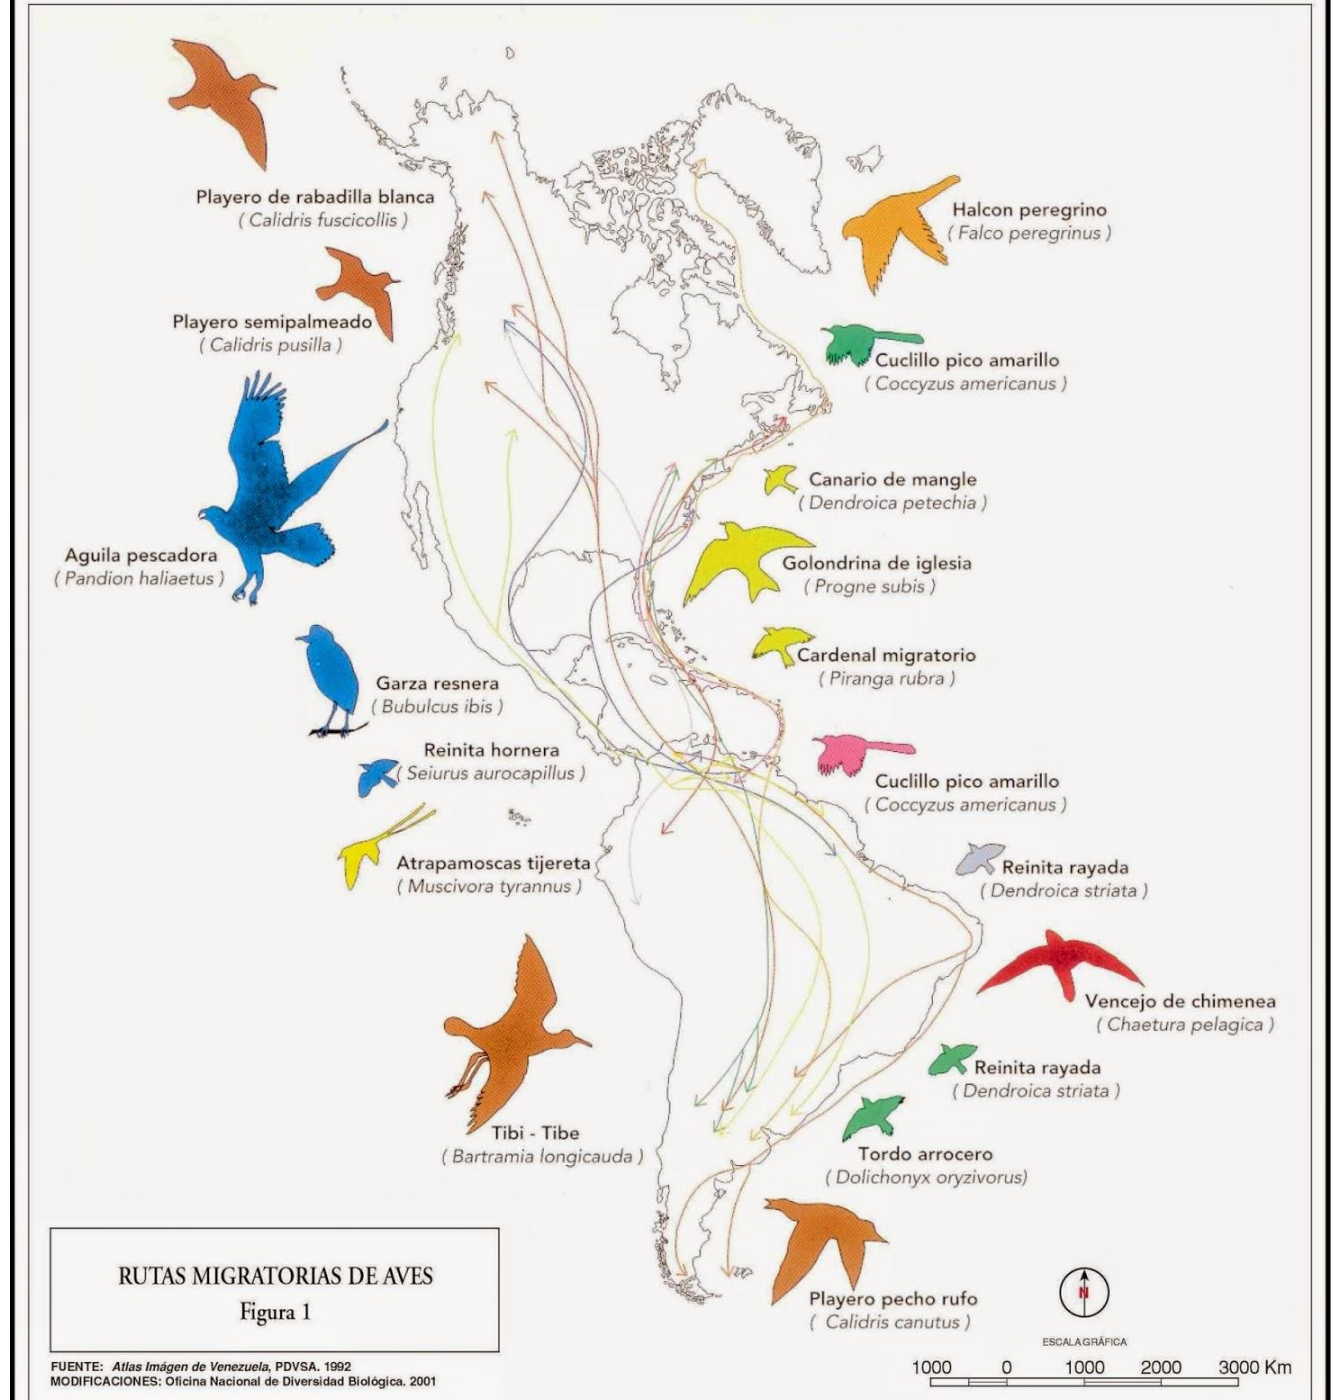 Playero de rabadilla blanca
( Calidris fuscicollis )
Halcon peregrino
( Falco peregrinus )
Playero semipalmeado
( Calidris pusilla )
Cuclillo pico amarillo
( Coccyzus americanus )
Canario de mangle
( Dendroica petechia )
Aguila pescadora
( Pandion haliaetus )
Golondrina de iglesia
( Progne subis )
Cardenal migratorio
( Piranga rubra )
Garza resnera
( Bubulcus ibis )
Reinita hornera
( Seiurus aurocapillus )
Cuclillo pico amarillo
( Coccyzus americanus )
Atrapamoscas tijereta
( Muscivora tyrannus )
Reinita rayada
( Dendroica striata )
Vencejo de chimenea
( Chaetura pelagica )
Reinita rayada
( Dendroica striata )
Tibi - Tibe
( Bartramia longicauda )
Tordo arrocero
( Dolichonyx oryzivorus)
Playero pecho rufo
( Calidris canutus )
RUTAS MIGRATORIAS DE AVES
Figura 1
FUENTE: Atlas Imágen de Venezuela, PDVSA. 1992
MODIFICACIONES: Oficina Nacional de Diversidad Biológica. 2001
N
ESCALA GRÁFICA
1000 0 1000 2000 3000 Km